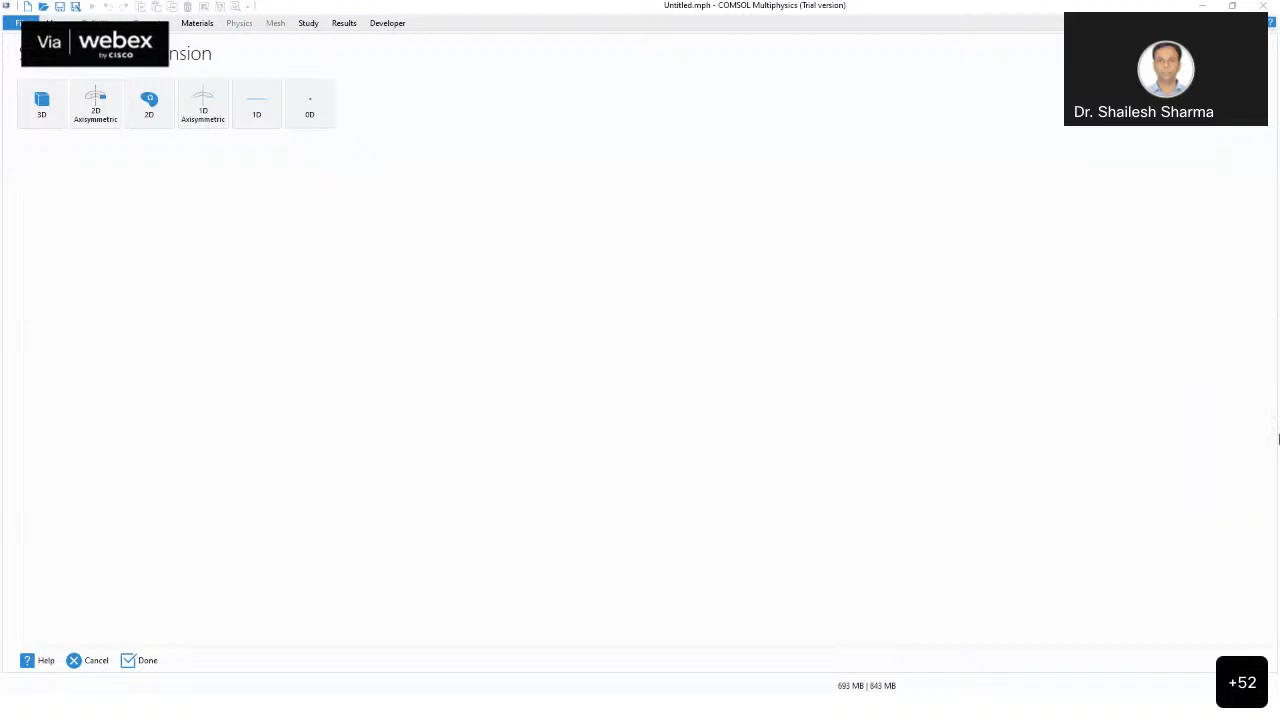 Untitled.mph - COMSOL Multiphysics (Trial version)
Materials Physics Mesh Study Results Developer
Via webex
by CISCO
nsion
3D
2D
Axisymmetric
2D
1D
Axisymmetric
1D
0D
Dr. Shailesh Sharma
? Help Cancel Done
693 MB | 843 MB
+52